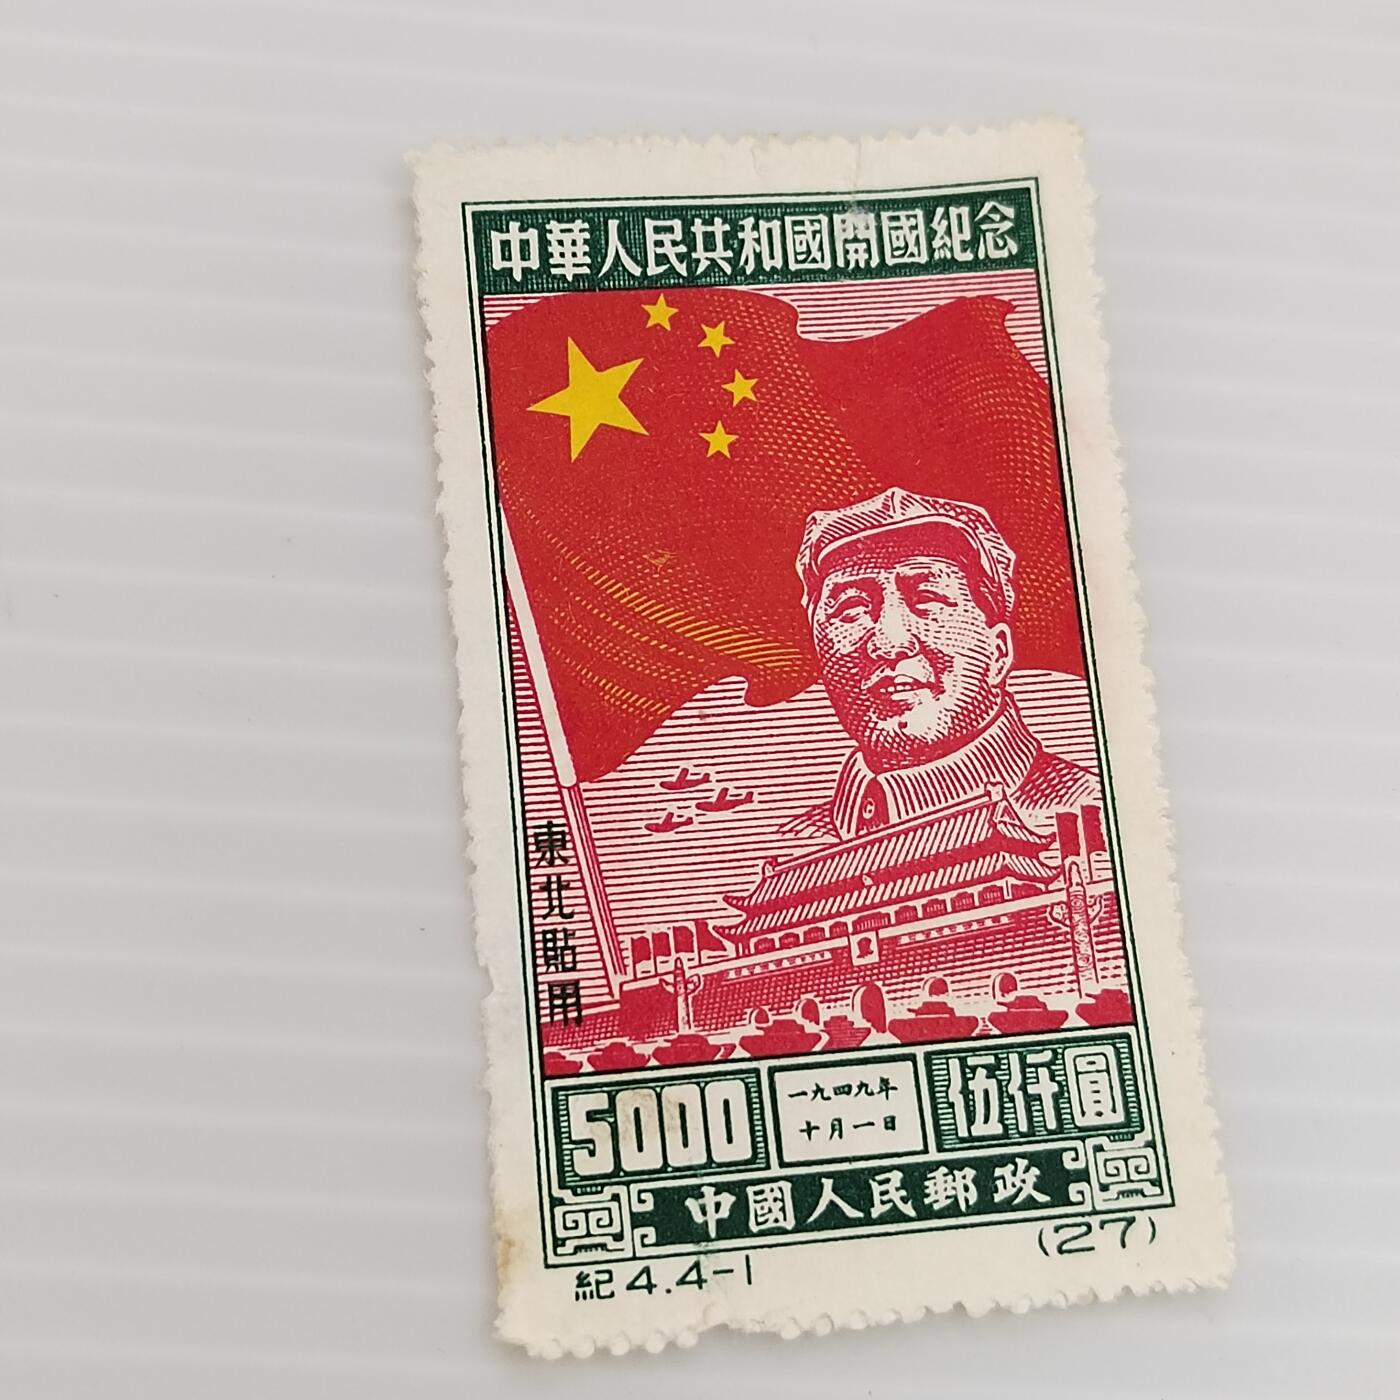 中華人民共和國開國紀念
東北貼用
5000
一九四九年
十月一日
伍仟圓
中國人民郵政
紀4.4-1
(27)